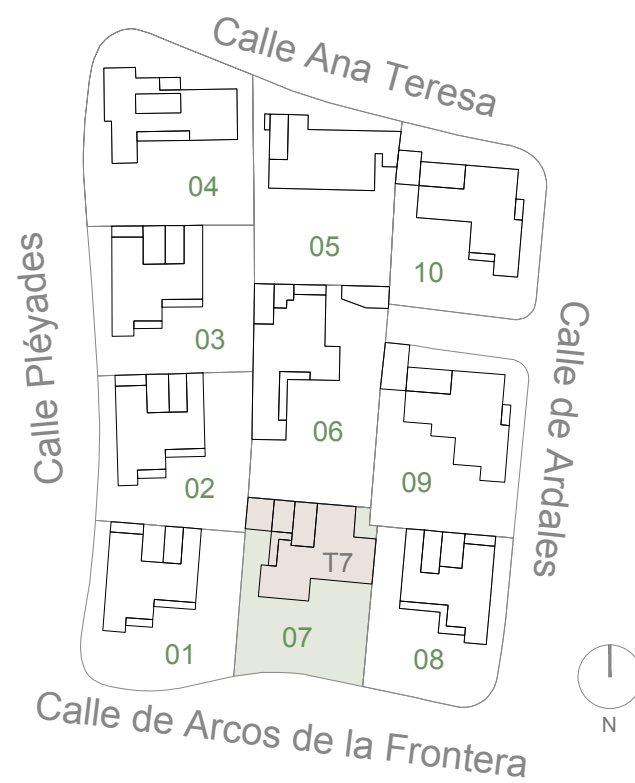 Calle Ana Teresa
04
05
10
Calle Pléyades
03
Calle de Ardales
06
02
09
T7
07
01
08
N
Calle de Arcos de la Frontera